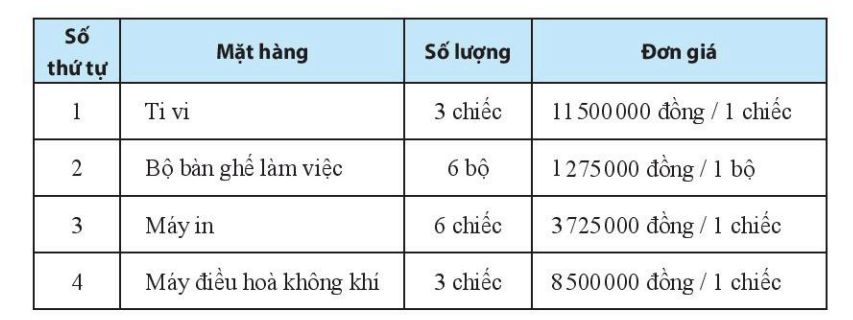 Số thứ tự Mặt hàng Số lượng Đơn giá
1 Ti vi 3 chiếc 11 500 000 đồng / 1 chiếc
2 Bộ bàn ghế làm việc 6 bộ 1 275 000 đồng / 1 bộ
3 Máy in 6 chiếc 3 725 000 đồng / 1 chiếc
4 Máy điều hoà không khí 3 chiếc 8 500 000 đồng / 1 chiếc